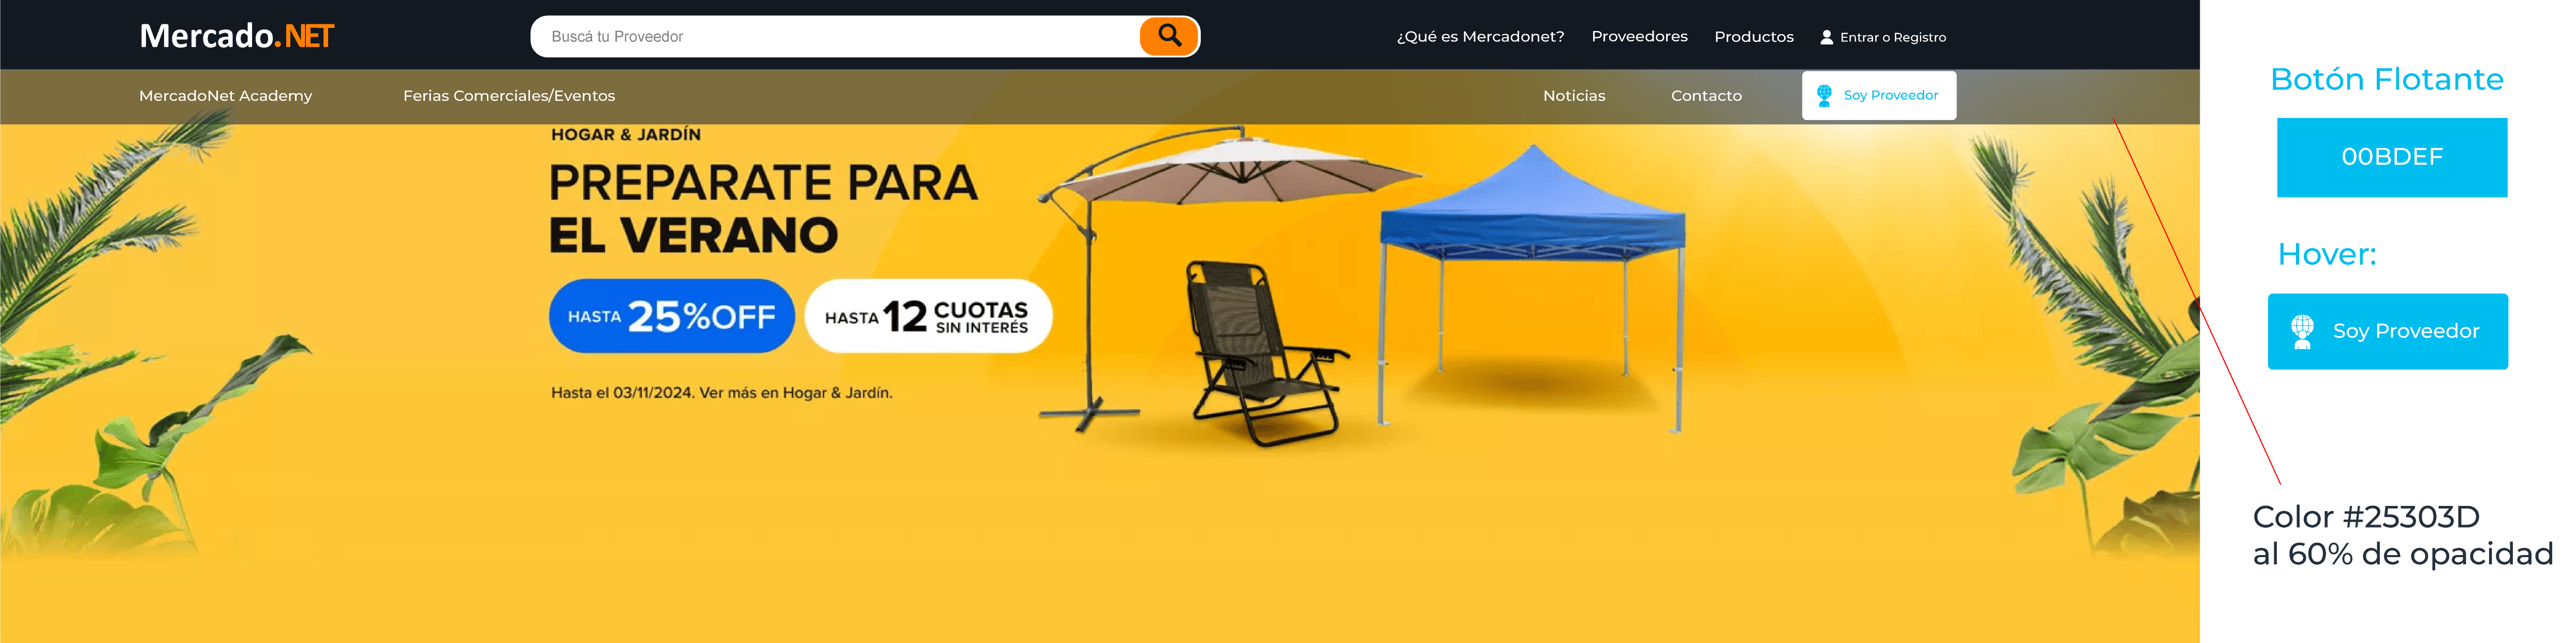 Mercado.NET
Buscá tu Proveedor
¿Qué es Mercadonet?
Proveedores
Productos
Entrar o Registro
MercadoNet Academy
Ferias Comerciales/Eventos
Noticias
Contacto
Soy Proveedor
HOGAR & JARDÍN
PREPARATE PARA
EL VERANO
HASTA 25%OFF
HASTA 12 CUOTAS
SIN INTERÉS
Hasta el 03/11/2024. Ver más en Hogar & Jardín.
Botón Flotante
00BDEF
Hover:
Soy Proveedor
Color #25303D
al 60% de opacidad